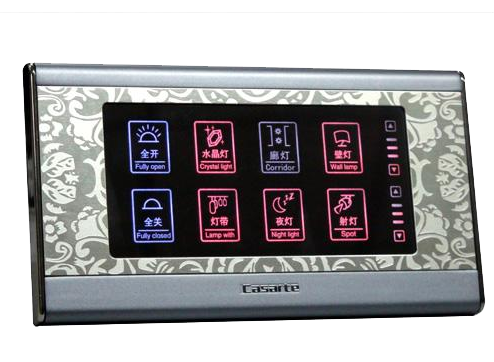 全开
Fully open
水晶灯
Crystal light
廊灯
Corridor
壁灯
Wall lamp
全关
Fully closed
灯带
Lamp with
夜灯
Night light
射灯
Spot
Casarte